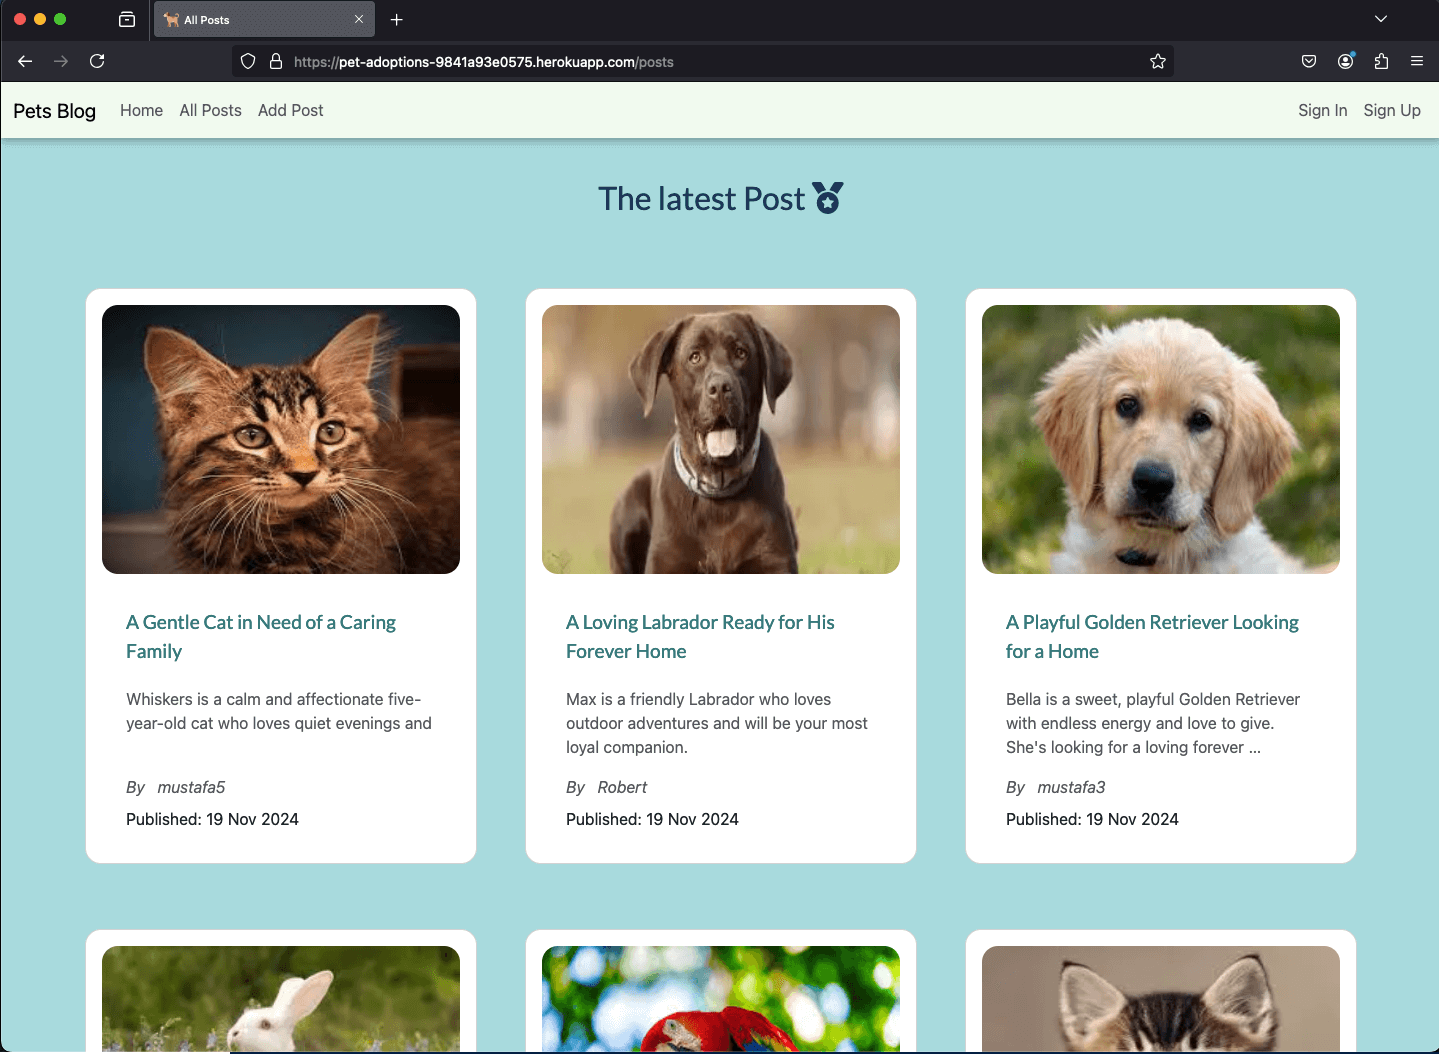 All Posts
https://pet-adoptions-9841a93e0575.herokuapp.com/posts
Pets Blog Home All Posts Add Post Sign In Sign Up
The latest Post
A Gentle Cat in Need of a Caring
Family
Whiskers is a calm and affectionate five-
year-old cat who loves quiet evenings and
By mustafa5
Published: 19 Nov 2024
A Loving Labrador Ready for His
Forever Home
Max is a friendly Labrador who loves
outdoor adventures and will be your most
loyal companion.
By Robert
Published: 19 Nov 2024
A Playful Golden Retriever Looking
for a Home
Bella is a sweet, playful Golden Retriever
with endless energy and love to give.
She's looking for a loving forever ...
By mustafa3
Published: 19 Nov 2024